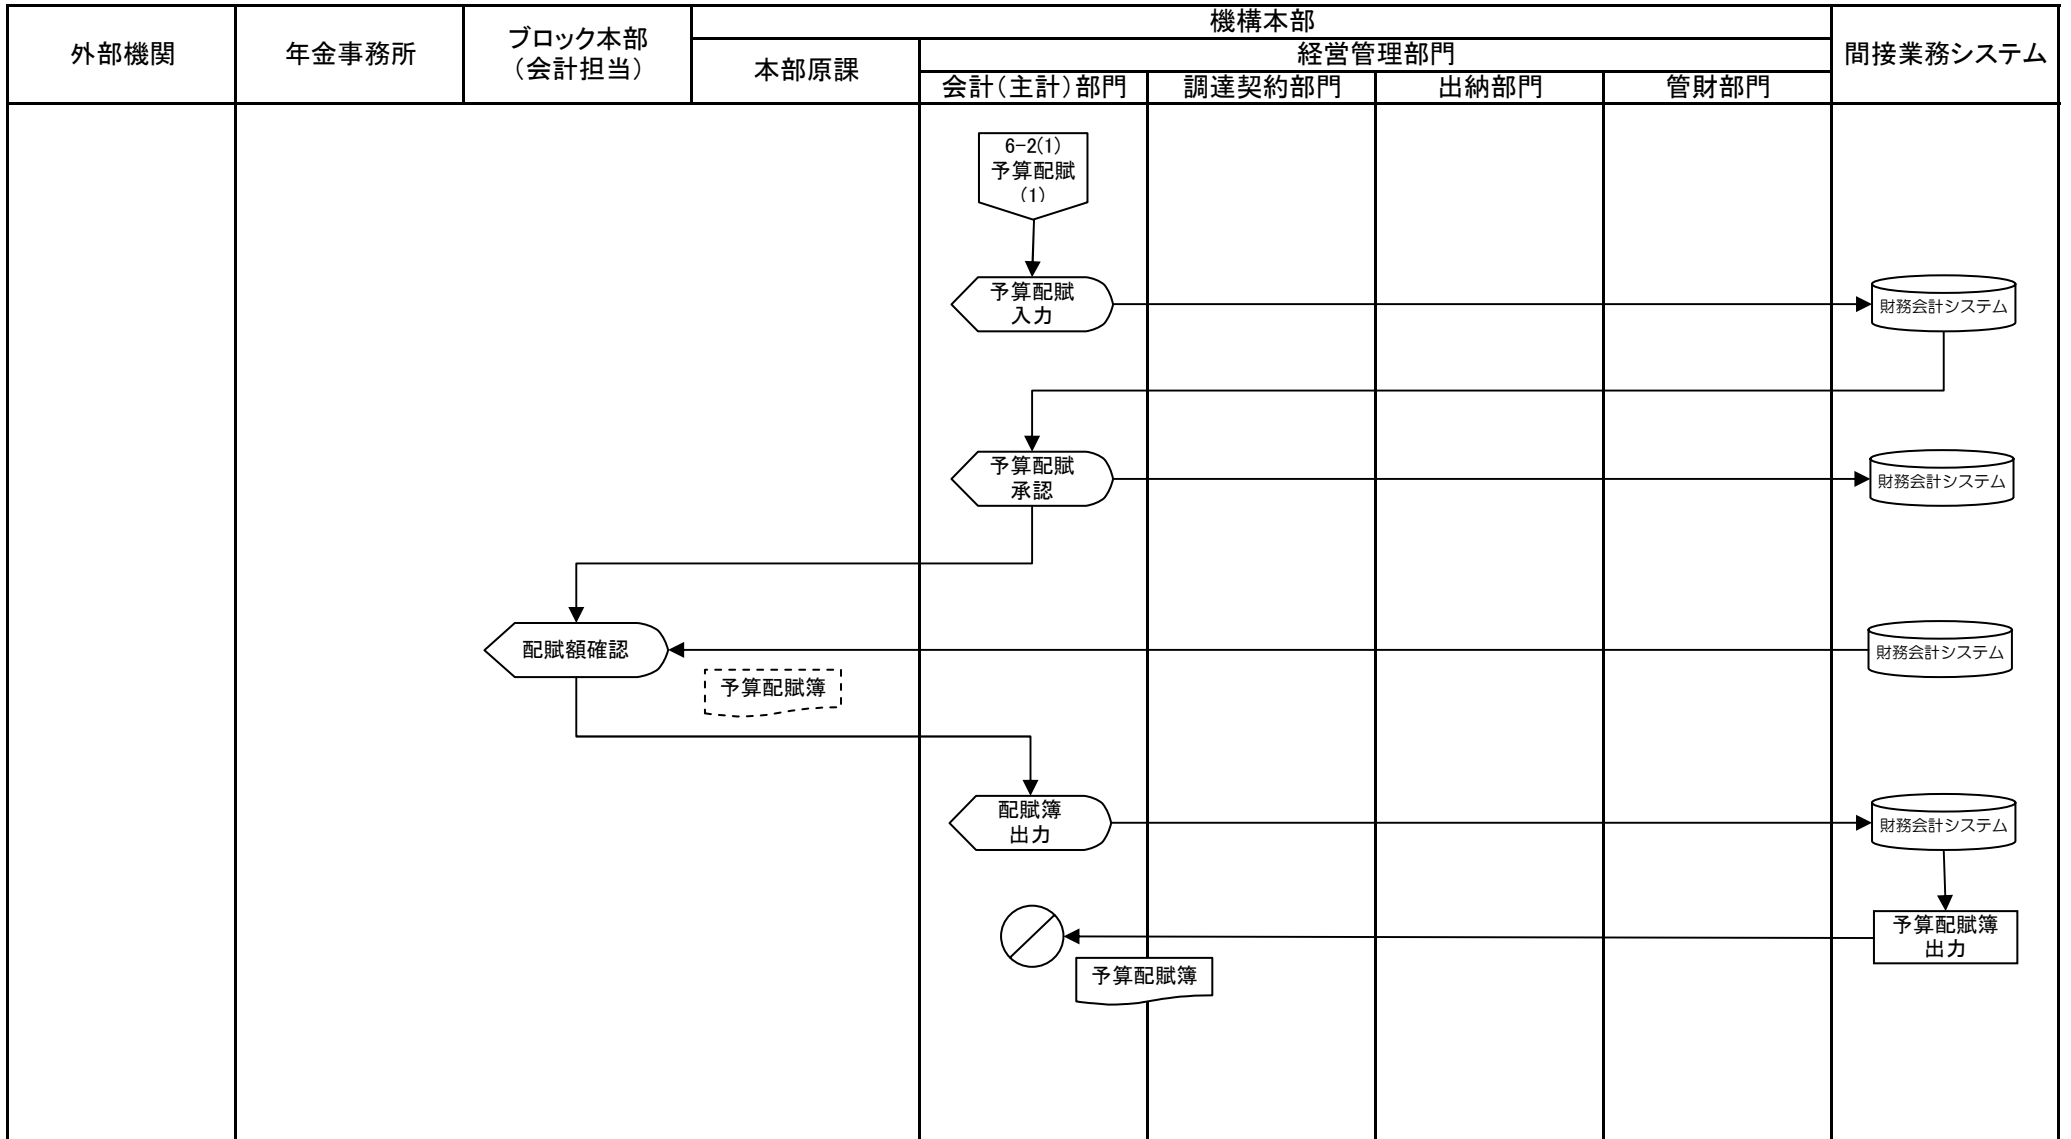 外部機関
年金事務所
ブロック本部
（会計担当）
機構本部
本部原課
経営管理部門
会計（主計）部門
調達契約部門
出納部門
管財部門
間接業務システム
6-2(1)
予算配賦
(1)
予算配賦
入力
財務会計システム
予算配賦
承認
財務会計システム
配賦額確認
財務会計システム
予算配賦簿
配賦簿
出力
財務会計システム
予算配賦簿
出力
予算配賦簿